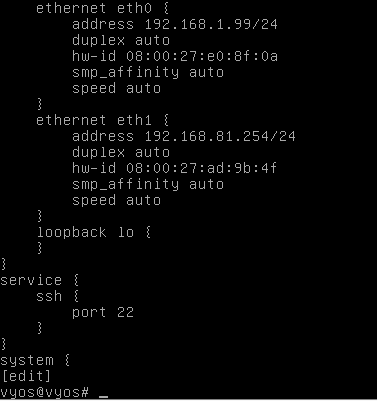 ethernet eth0 {
        address 192.168.1.99/24
        duplex auto
        hw-id 08:00:27:e0:8f:0a
        smp_affinity auto
        speed auto
    }
    ethernet eth1 {
        address 192.168.81.254/24
        duplex auto
        hw-id 08:00:27:ad:9b:4f
        smp_affinity auto
        speed auto
    }
    loopback lo {
    }
}
service {
    ssh {
        port 22
    }
}
system {
[edit]
vyos@vyos# _